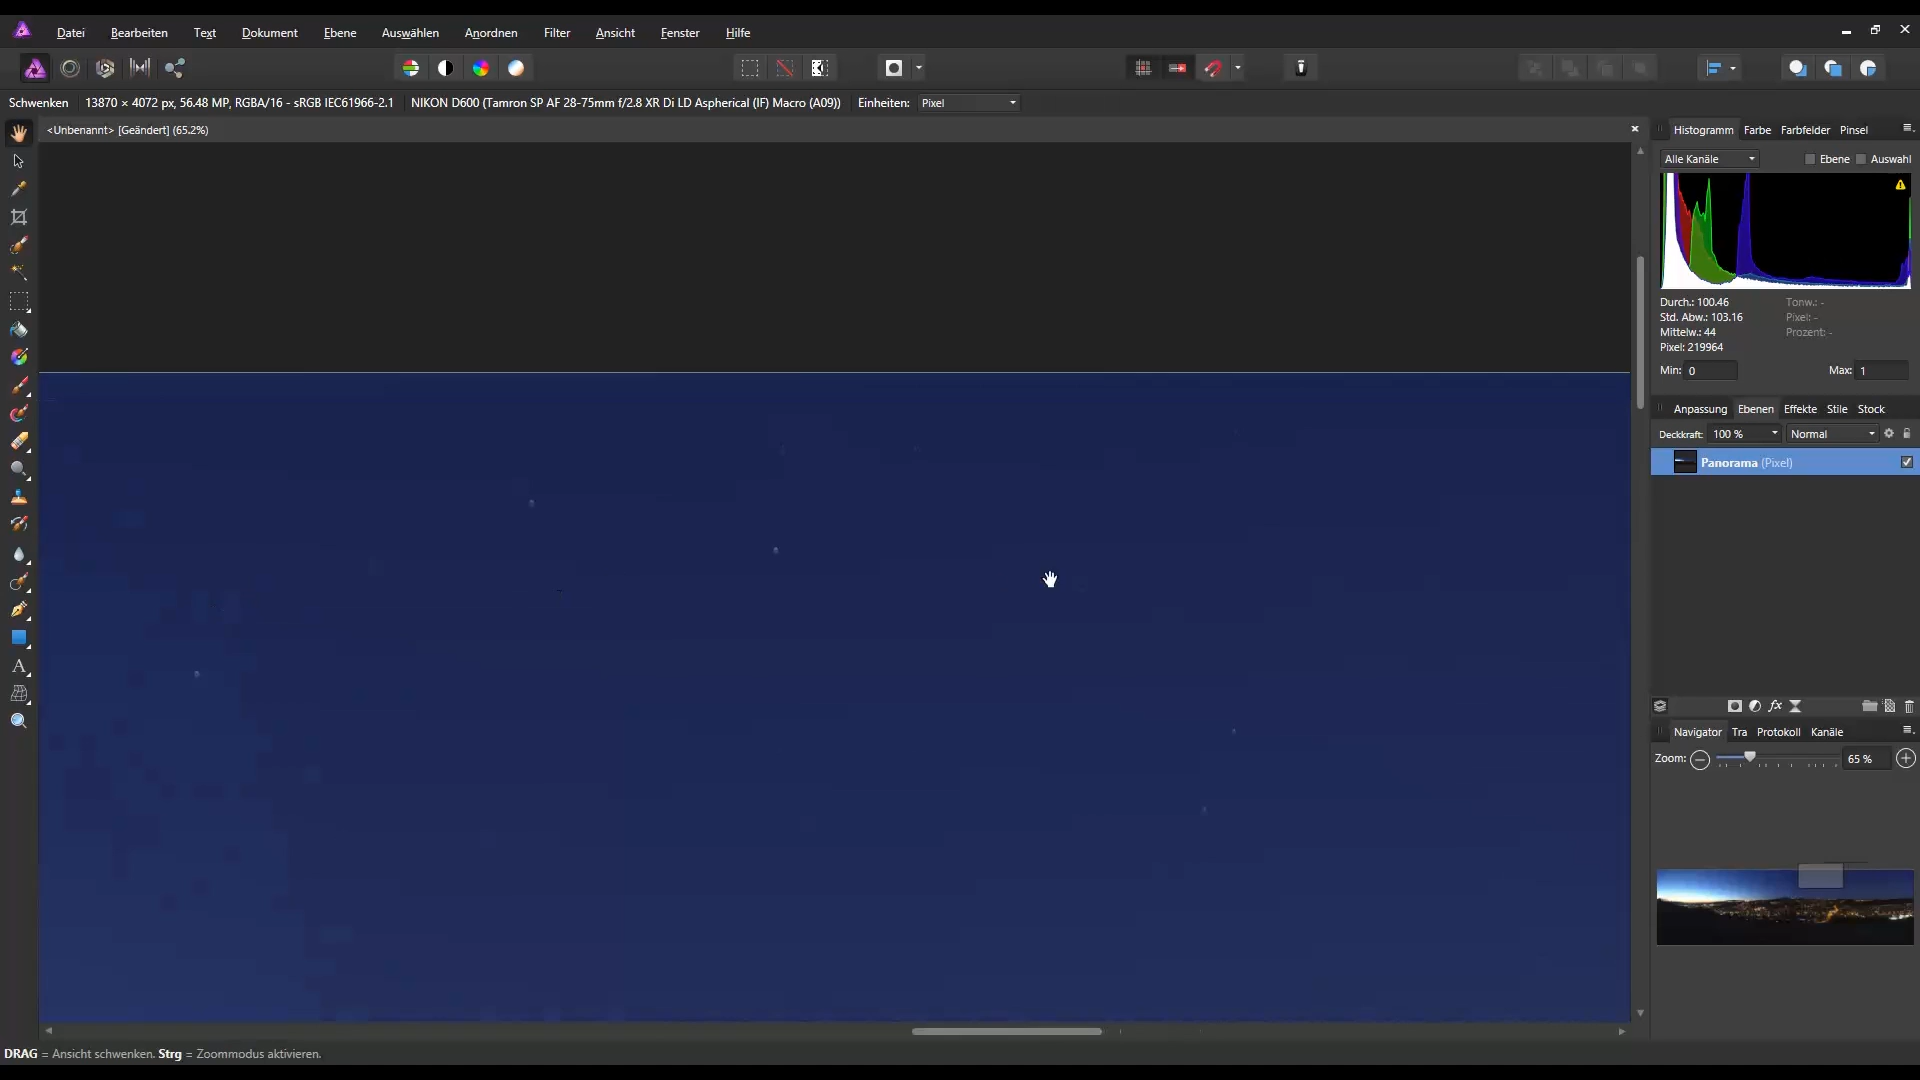 Datei Bearbeiten Text Dokument Ebene Auswählen Anordnen Filter Ansicht Fenster Hilfe
Schwenken 13870 × 4072 px, 56.48 MP, RGBA/16 - sRGB IEC61966-2.1 NIKON D600 (Tamron SP AF 28-75mm f/2.8 XR Di LD Aspherical (IF) Macro (A09)) Einheiten: Pixel
<Unbenannt> [Geändert] (65.2%)
Histogramm Farbe Farbfelder Pinsel
Alle Kanäle Ebene Auswahl
Durch.: 100.46 Tonw.: -
Std. Abw.: 103.16 Pixel: -
Mittelw.: 44 Prozent: -
Pixel: 219964
Min: 0 Max: 1
Anpassung Ebenen Effekte Stile Stock
Deckkraft: 100 % Normal
Panorama (Pixel)
Navigator Tra Protokoll Kanäle
Zoom: 65 %
DRAG = Ansicht schwenken. Strg = Zoommodus aktivieren.